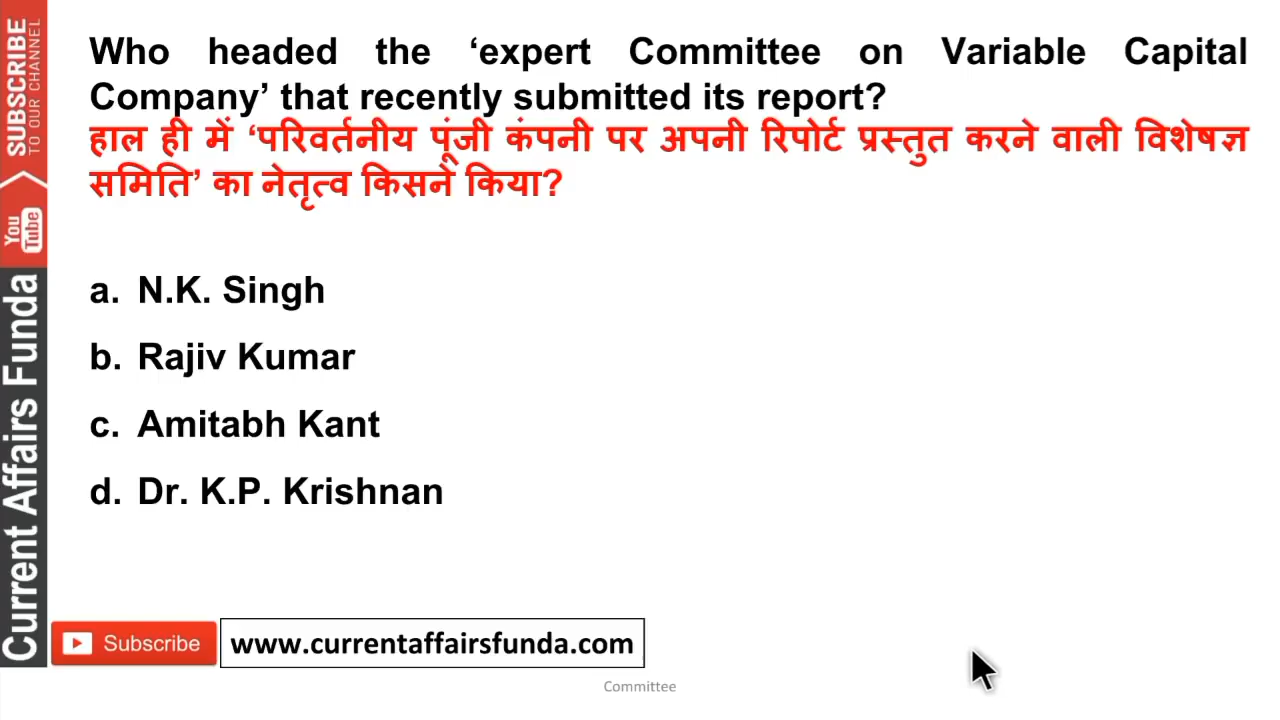 Who headed the ‘expert Committee on Variable Capital
Company’ that recently submitted its report?
हाल ही में ‘परिवर्तनीय पूंजी कंपनी पर अपनी रिपोर्ट प्रस्तुत करने वाली विशेषज्ञ
समिति’ का नेतृत्व किसने किया?
a. N.K. Singh
b. Rajiv Kumar
c. Amitabh Kant
d. Dr. K.P. Krishnan
SUBSCRIBE
TO OUR CHANNEL
You
Tube
Current Affairs Funda
Subscribe
www.currentaffairsfunda.com
Committee